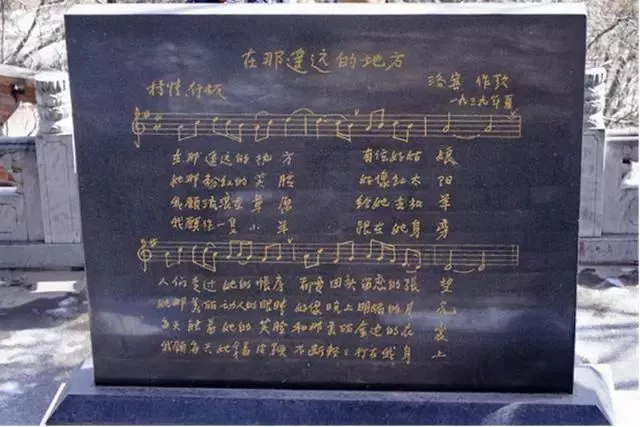 在那遥远的地方
抒情 行板
洛宾 作歌
一九三九年夏
在那遥远的地方 有位好姑娘
她那粉红的笑脸 好像红太阳
我愿流浪在草原 给她去牧羊
我愿作一隻小羊 跟在她身旁
人们走过她的帐房 都要回头留恋的张望
她那美丽动人的眼睛 好像晚上明媚的月亮
每天 着她的笑脸 和那美丽金边的衣裳
我愿每天她拿着皮鞭 不断轻々打在我身上